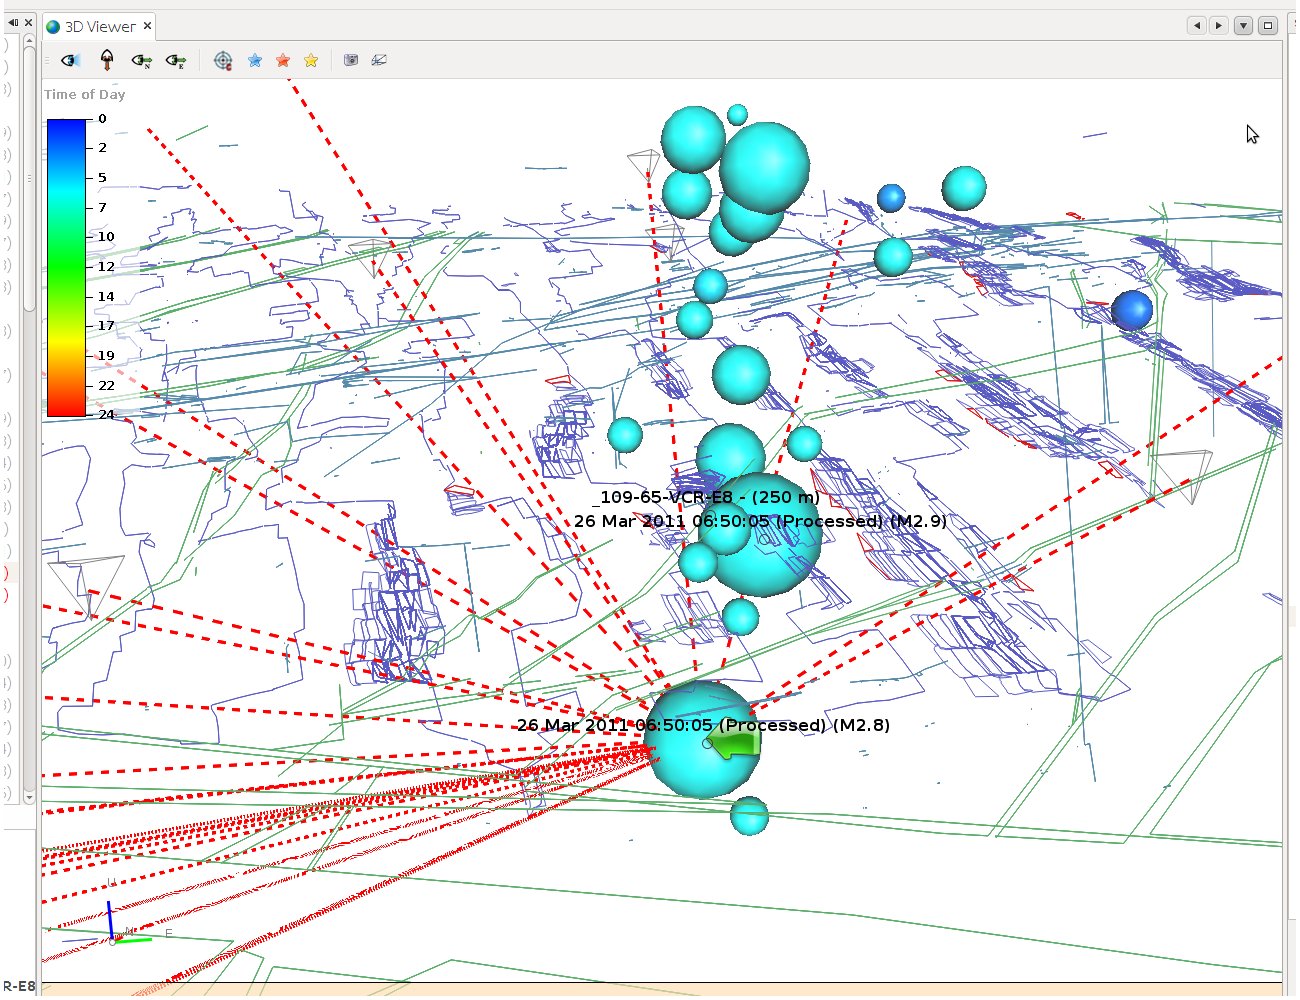 3D Viewer
N
E
Time of Day
0
2
5
7
10
12
14
17
19
22
24
_109-65-VCR-E8 - (250 m)
26 Mar 2011 06:50:05 (Processed) (M2.9)
26 Mar 2011 06:50:05 (Processed) (M2.8)
U
N
E
R-E8